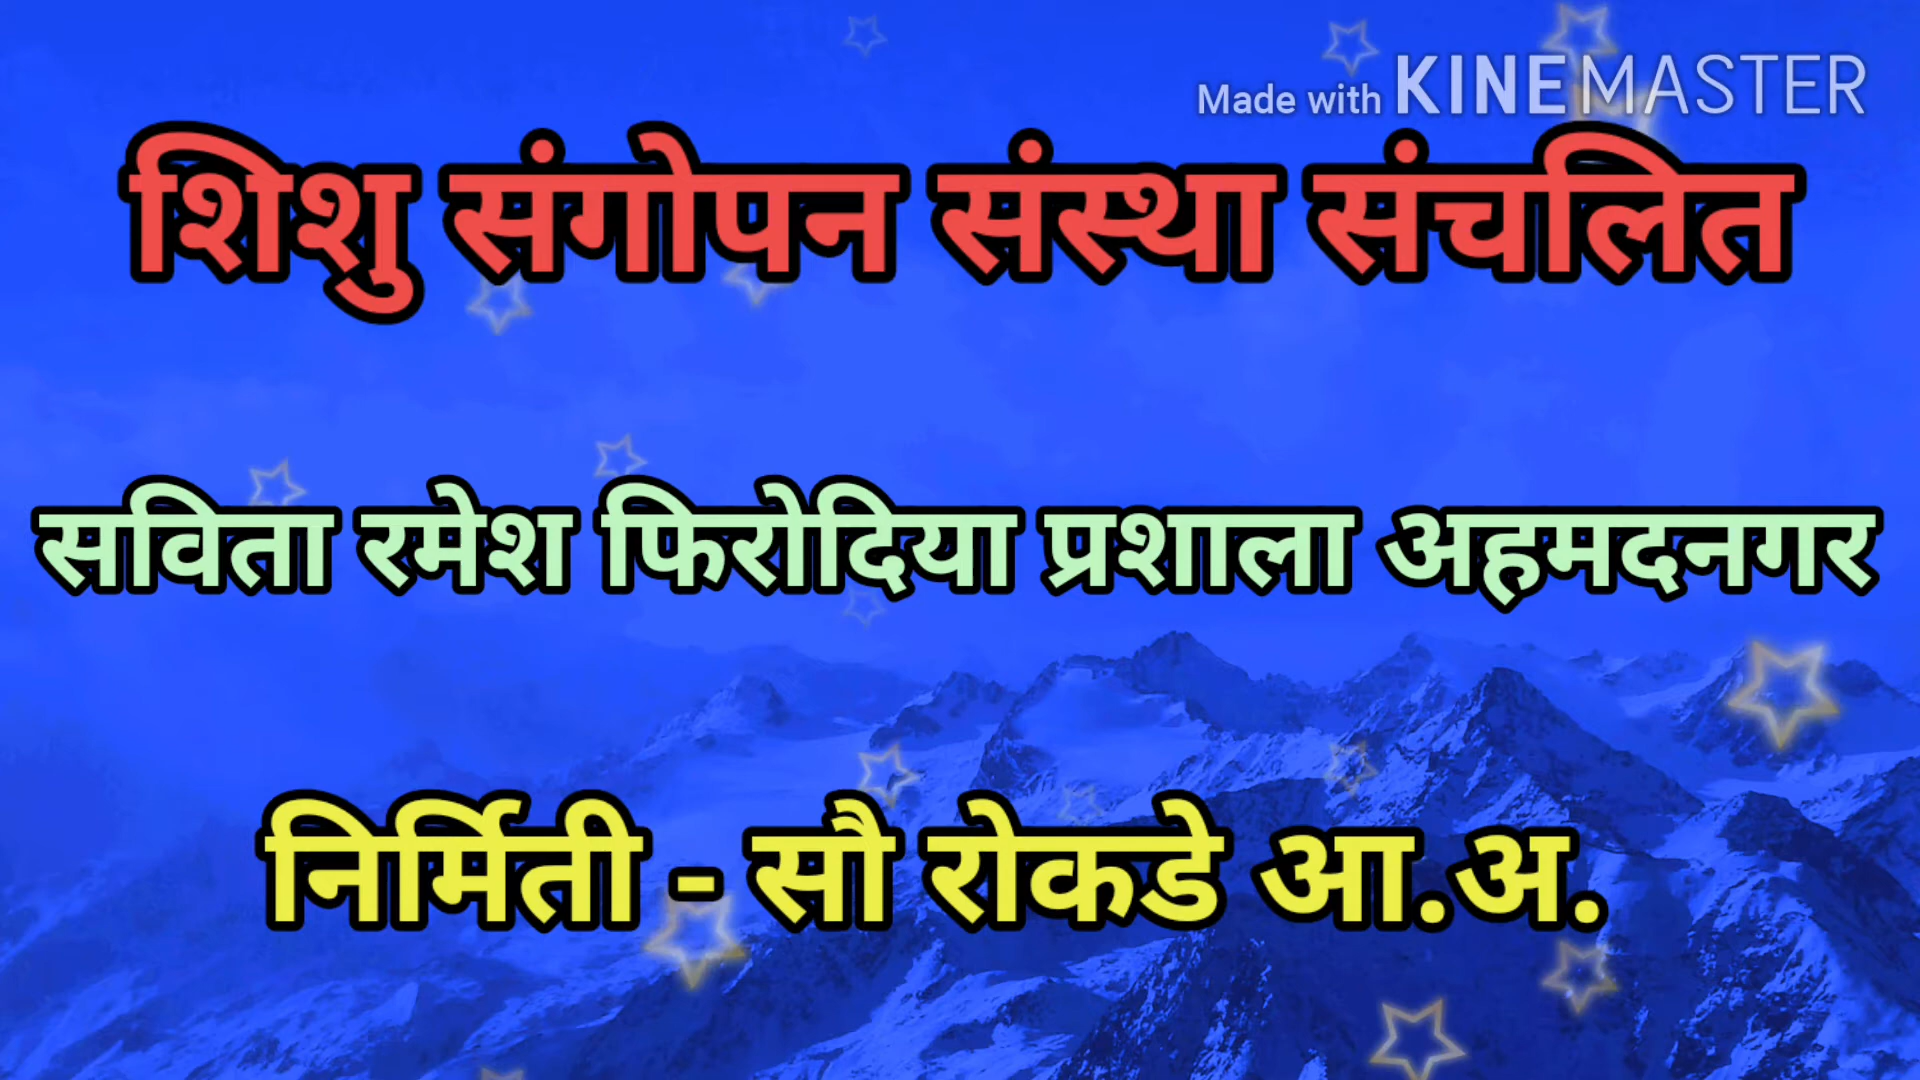 Made with KINEMASTER
शिशु संगोपन संस्था संचलित
सविता रमेश फिरोदिया प्रशाला अहमदनगर
निर्मिती - सौ रोकडे आ.अ.